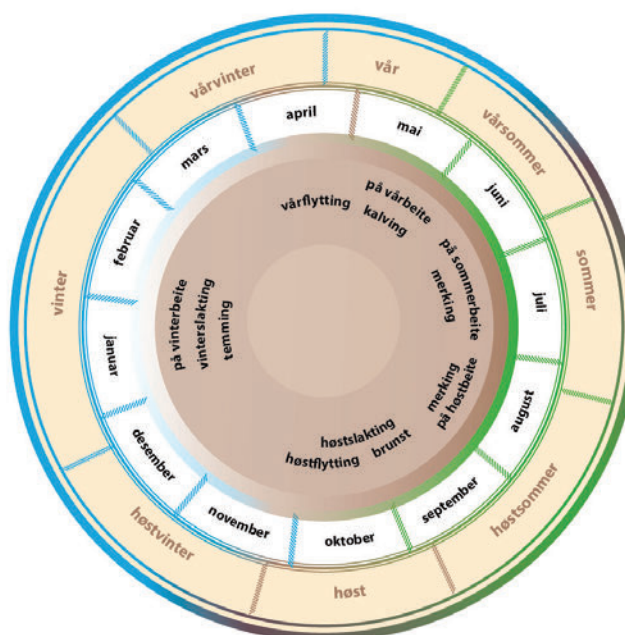 vårvinter
vår
vårsommer
sommer
høstsommer
høst
høstvinter
vinter
april
mai
juni
juli
august
september
oktober
november
desember
januar
februar
mars
vårflytting
på vårbeite
kalving
på sommerbeite
merking
merking
på høstbeite
høstslakting
brunst
høstflytting
på vinterbeite
vinterslakting
temming